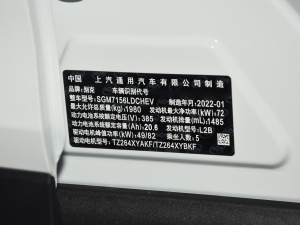 中国 上汽通用汽车有限公司制造
品牌：别克 车辆识别代号
整车型号：SGM7156LDCHEV 制造年月：2022-01
最大允许总质量(kg)：1980 发动机最大净功率(kW)：72
动力电池系统额定电压(V)：385 发动机排量(mL)：1485
动力电池系统额定容量(Ah)：20.6 发动机型号：L2B
驱动电机峰值功率(kW)：49/82 乘坐人数：5
驱动电机型号：TZ264XYAKF/TZ264XYBKF